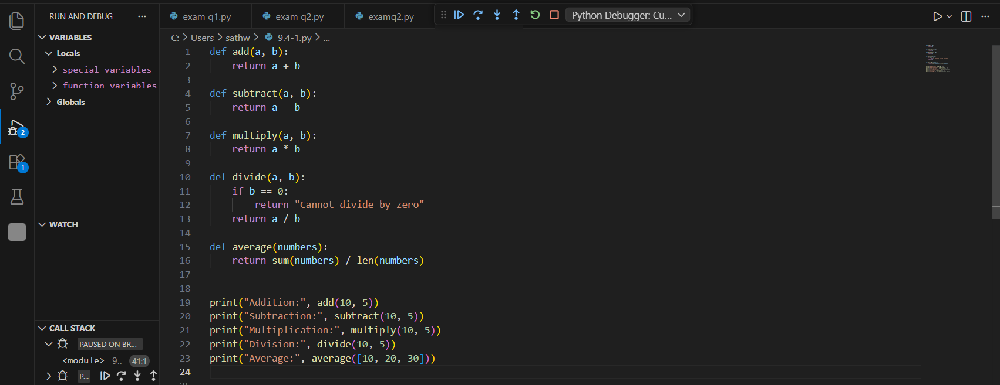 RUN AND DEBUG ...
exam q1.py
exam q2.py
examq2.py
Python Debugger: Cu...
VARIABLES
Locals
special variables
function variables
Globals
WATCH
CALL STACK
PAUSED ON BR...
<module> 9.. 41:1
P...
2
1
C: > Users > sathw > 9.4-1.py > ...
1 def add(a, b):
2     return a + b
3
4 def subtract(a, b):
5     return a - b
6
7 def multiply(a, b):
8     return a * b
9
10 def divide(a, b):
11     if b == 0:
12         return "Cannot divide by zero"
13     return a / b
14
15 def average(numbers):
16     return sum(numbers) / len(numbers)
17
18
19 print("Addition:", add(10, 5))
20 print("Subtraction:", subtract(10, 5))
21 print("Multiplication:", multiply(10, 5))
22 print("Division:", divide(10, 5))
23 print("Average:", average([10, 20, 30]))
24